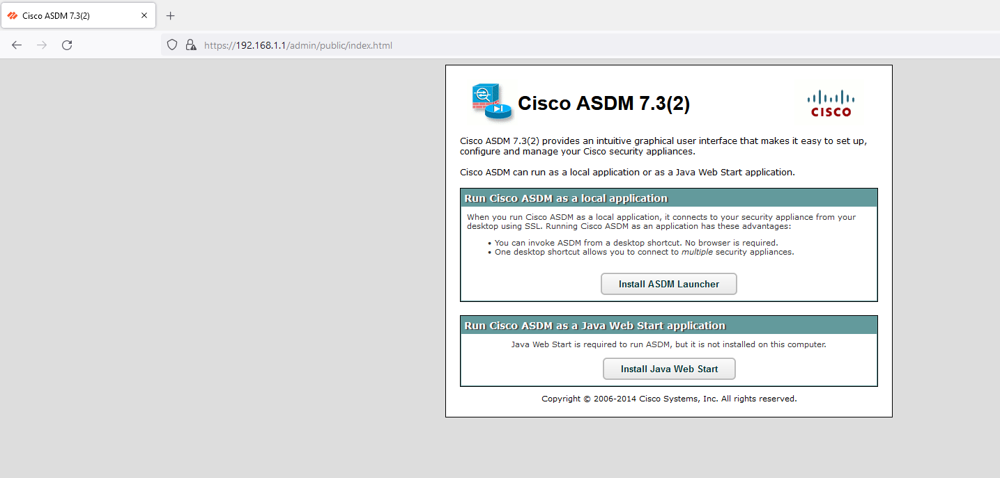 Cisco ASDM 7.3(2)
https://192.168.1.1/admin/public/index.html
Cisco ASDM 7.3(2)
CISCO
Cisco ASDM 7.3(2) provides an intuitive graphical user interface that makes it easy to set up,
configure and manage your Cisco security appliances.
Cisco ASDM can run as a local application or as a Java Web Start application.
Run Cisco ASDM as a local application
When you run Cisco ASDM as a local application, it connects to your security appliance from your
desktop using SSL. Running Cisco ASDM as an application has these advantages:
• You can invoke ASDM from a desktop shortcut. No browser is required.
• One desktop shortcut allows you to connect to multiple security appliances.
Install ASDM Launcher
Run Cisco ASDM as a Java Web Start application
Java Web Start is required to run ASDM, but it is not installed on this computer.
Install Java Web Start
Copyright © 2006-2014 Cisco Systems, Inc. All rights reserved.